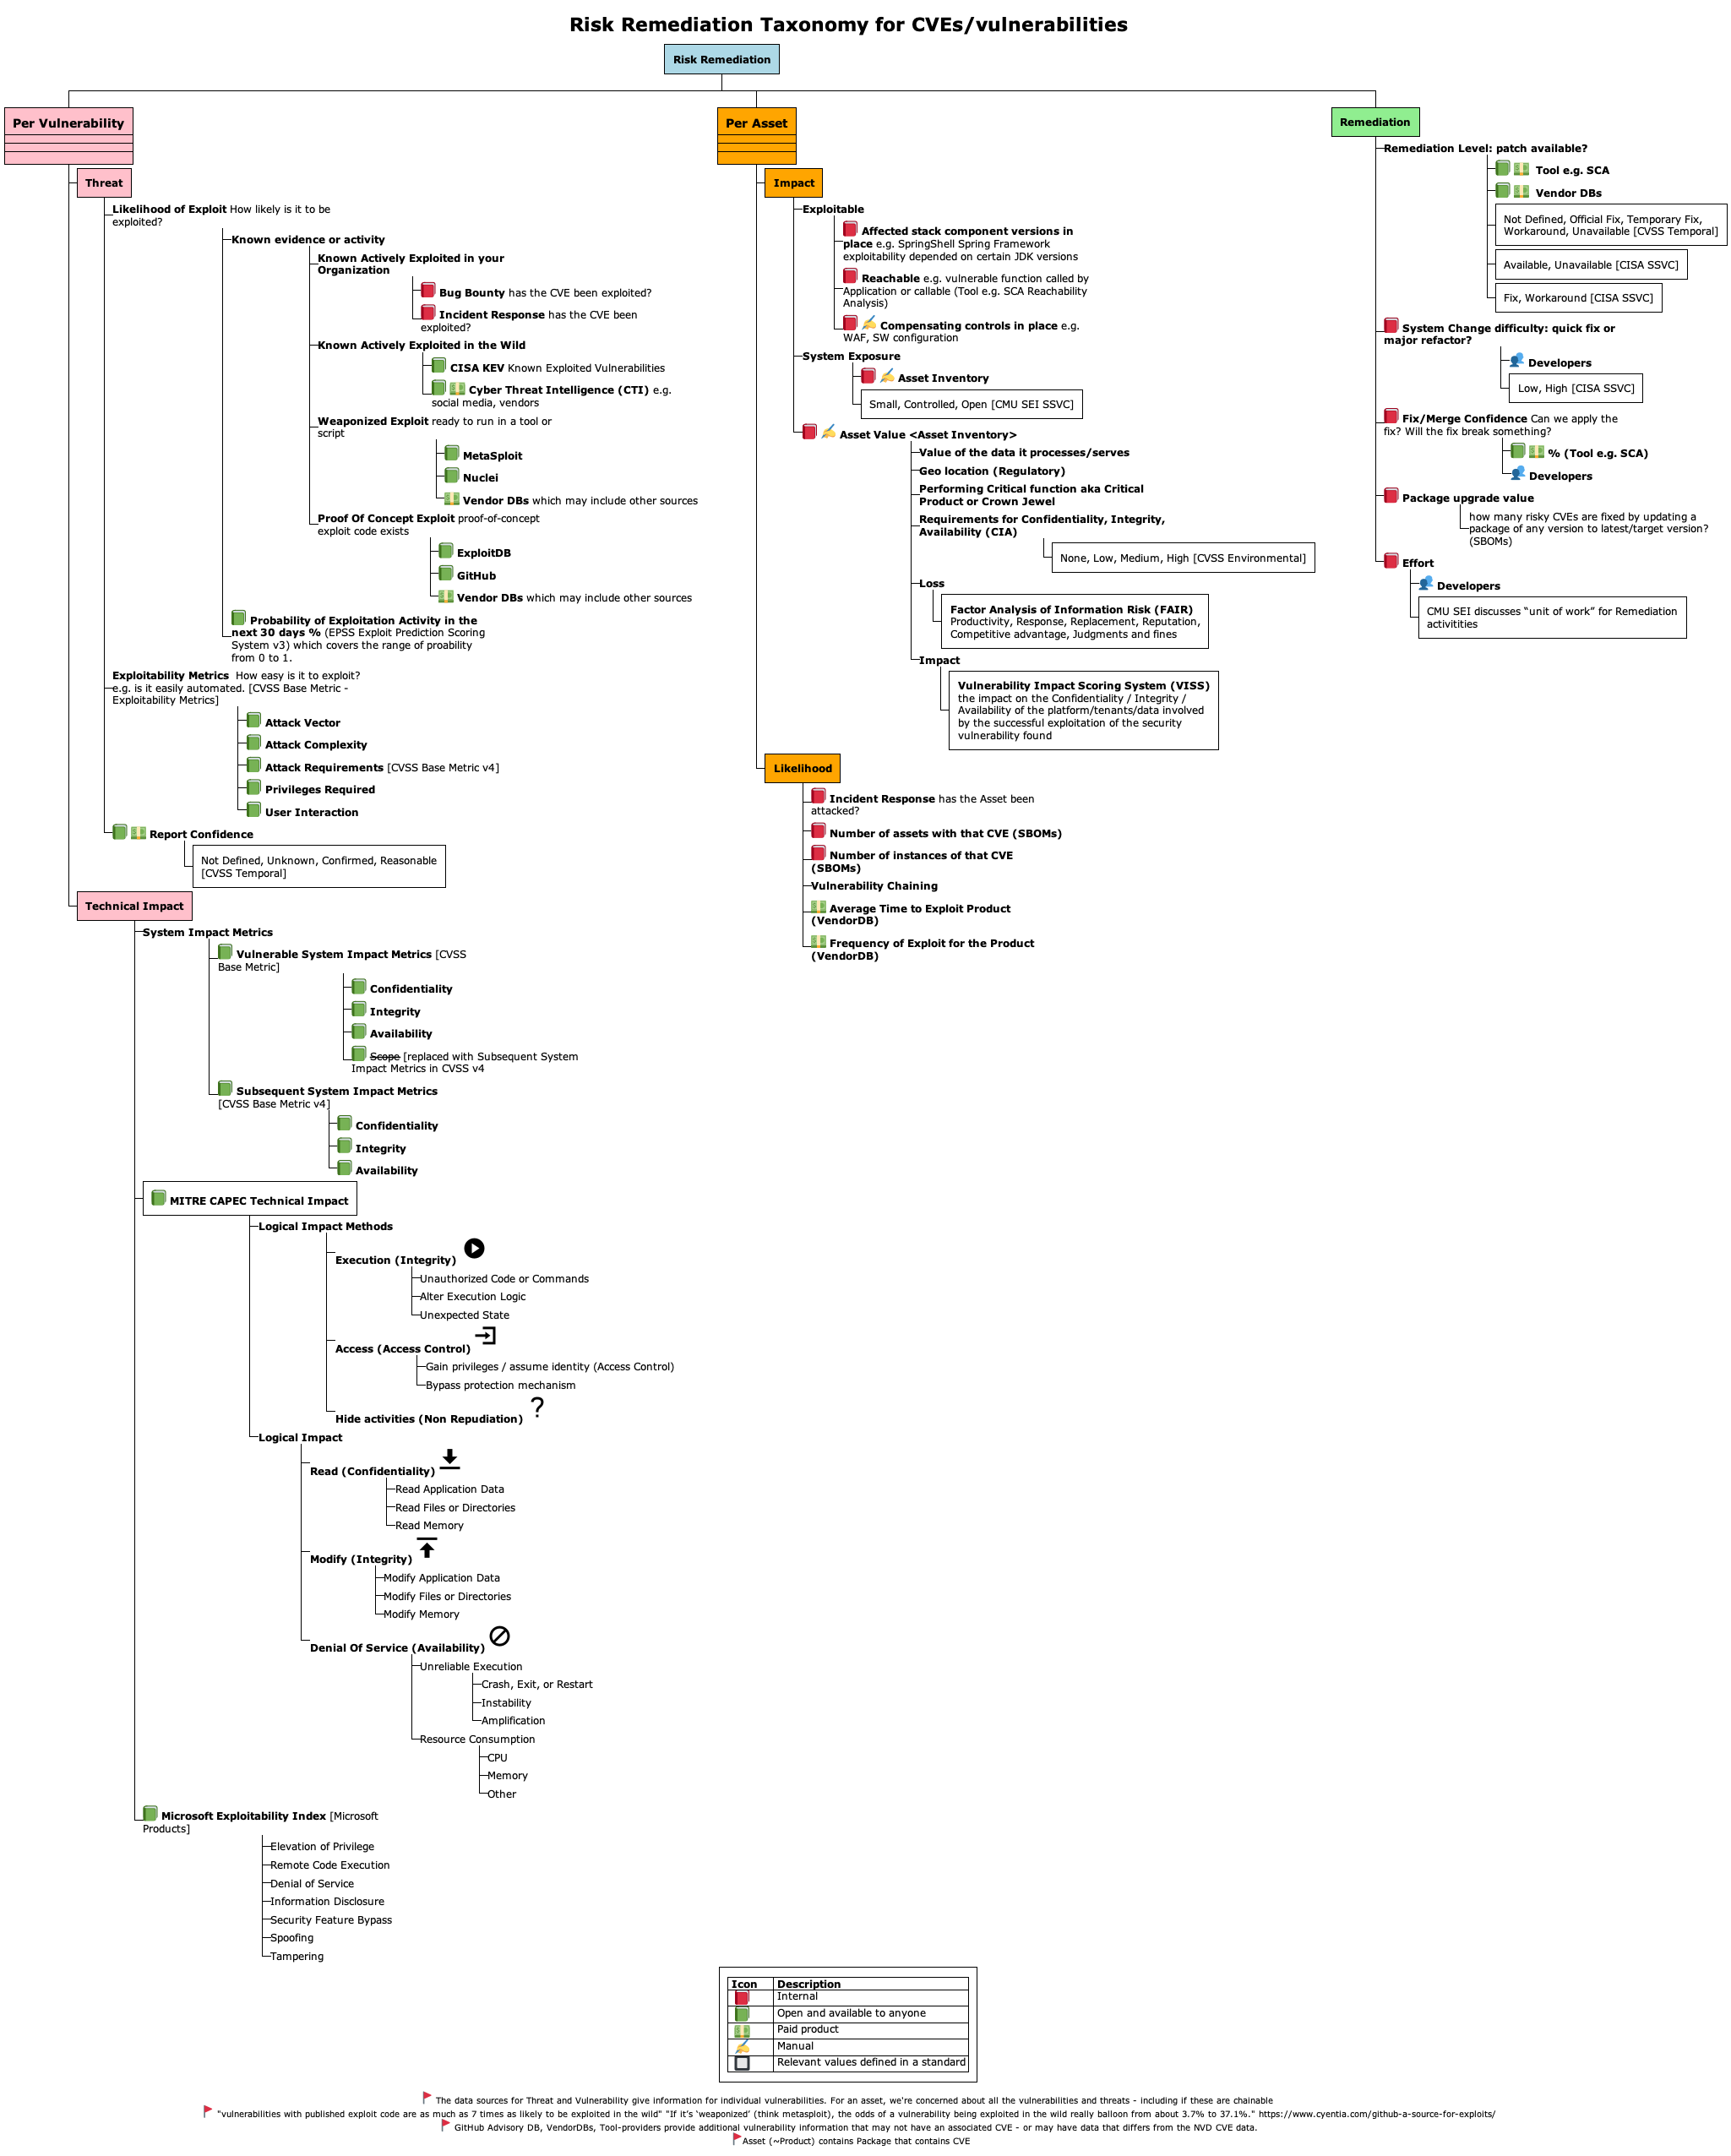 Risk Remediation Taxonomy for CVEs/vulnerabilities
Risk Remediation
Per Vulnerability
Threat
Likelihood of Exploit How likely is it to be
exploited?
Known evidence or activity
Known Actively Exploited in your
Organization
Bug Bounty has the CVE been exploited?
Incident Response has the CVE been
exploited?
Known Actively Exploited in the Wild
CISA KEV Known Exploited Vulnerabilities
Cyber Threat Intelligence (CTI) e.g.
social media, vendors
Weaponized Exploit ready to run in a tool or
script
MetaSploit
Nuclei
Vendor DBs which may include other sources
Proof Of Concept Exploit proof-of-concept
exploit code exists
ExploitDB
GitHub
Vendor DBs which may include other sources
Probability of Exploitation Activity in the
next 30 days % (EPSS Exploit Prediction Scoring
System v3) which covers the range of proability
from 0 to 1.
Exploitability Metrics  How easy is it to exploit?
e.g. is it easily automated. [CVSS Base Metric -
Exploitability Metrics]
Attack Vector
Attack Complexity
Attack Requirements [CVSS Base Metric v4]
Privileges Required
User Interaction
Report Confidence
Not Defined, Unknown, Confirmed, Reasonable
[CVSS Temporal]
Technical Impact
System Impact Metrics
Vulnerable System Impact Metrics [CVSS
Base Metric]
Confidentiality
Integrity
Availability
Scope [replaced with Subsequent System
Impact Metrics in CVSS v4
Subsequent System Impact Metrics
[CVSS Base Metric v4]
Confidentiality
Integrity
Availability
MITRE CAPEC Technical Impact
Logical Impact Methods
Execution (Integrity)
Unauthorized Code or Commands
Alter Execution Logic
Unexpected State
Access (Access Control)
Gain privileges / assume identity (Access Control)
Bypass protection mechanism
Hide activities (Non Repudiation) ?
Logical Impact
Read (Confidentiality)
Read Application Data
Read Files or Directories
Read Memory
Modify (Integrity)
Modify Application Data
Modify Files or Directories
Modify Memory
Denial Of Service (Availability)
Unreliable Execution
Crash, Exit, or Restart
Instability
Amplification
Resource Consumption
CPU
Memory
Other
Microsoft Exploitability Index [Microsoft
Products]
Elevation of Privilege
Remote Code Execution
Denial of Service
Information Disclosure
Security Feature Bypass
Spoofing
Tampering
Per Asset
Impact
Exploitable
Affected stack component versions in
place e.g. SpringShell Spring Framework
exploitability depended on certain JDK versions
Reachable e.g. vulnerable function called by
Application or callable (Tool e.g. SCA Reachability
Analysis)
Compensating controls in place e.g.
WAF, SW configuration
System Exposure
Asset Inventory
Small, Controlled, Open [CMU SEI SSVC]
Asset Value <Asset Inventory>
Value of the data it processes/serves
Geo location (Regulatory)
Performing Critical function aka Critical
Product or Crown Jewel
Requirements for Confidentiality, Integrity,
Availability (CIA)
None, Low, Medium, High [CVSS Environmental]
Loss
Factor Analysis of Information Risk (FAIR)
Productivity, Response, Replacement, Reputation,
Competitive advantage, Judgments and fines
Impact
Vulnerability Impact Scoring System (VISS)
the impact on the Confidentiality / Integrity /
Availability of the platform/tenants/data involved
by the successful exploitation of the security
vulnerability found
Likelihood
Incident Response has the Asset been
attacked?
Number of assets with that CVE (SBOMs)
Number of instances of that CVE
(SBOMs)
Vulnerability Chaining
Average Time to Exploit Product
(VendorDB)
Frequency of Exploit for the Product
(VendorDB)
Remediation
Remediation Level: patch available?
Tool e.g. SCA
Vendor DBs
Not Defined, Official Fix, Temporary Fix,
Workaround, Unavailable [CVSS Temporal]
Available, Unavailable [CISA SSVC]
Fix, Workaround [CISA SSVC]
System Change difficulty: quick fix or
major refactor?
Developers
Low, High [CISA SSVC]
Fix/Merge Confidence Can we apply the
fix? Will the fix break something?
% (Tool e.g. SCA)
Developers
Package upgrade value
how many risky CVEs are fixed by updating a
package of any version to latest/target version?
(SBOMs)
Effort
Developers
CMU SEI discusses “unit of work” for Remediation
activitities
Icon Description
Internal
Open and available to anyone
Paid product
Manual
Relevant values defined in a standard
The data sources for Threat and Vulnerability give information for individual vulnerabilities. For an asset, we're concerned about all the vulnerabilities and threats - including if these are chainable
"vulnerabilities with published exploit code are as much as 7 times as likely to be exploited in the wild" "If it’s ‘weaponized’ (think metasploit), the odds of a vulnerability being exploited in the wild really balloon from about 3.7% to 37.1%." https://www.cyentia.com/github-a-source-for-exploits/
GitHub Advisory DB, VendorDBs, Tool-providers provide additional vulnerability information that may not have an associated CVE - or may have data that differs from the NVD CVE data.
Asset (~Product) contains Package that contains CVE